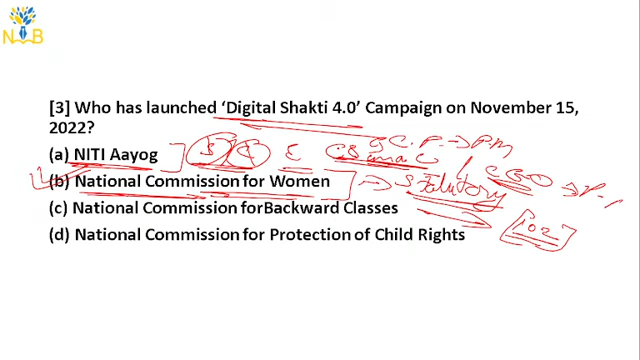 N B
[3] Who has launched ‘Digital Shakti 4.0’ Campaign on November 15,
2022?
(a) NITI Aayog
(b) National Commission for Women
(c) National Commission forBackward Classes
(d) National Commission for Protection of Child Rights
Statutory